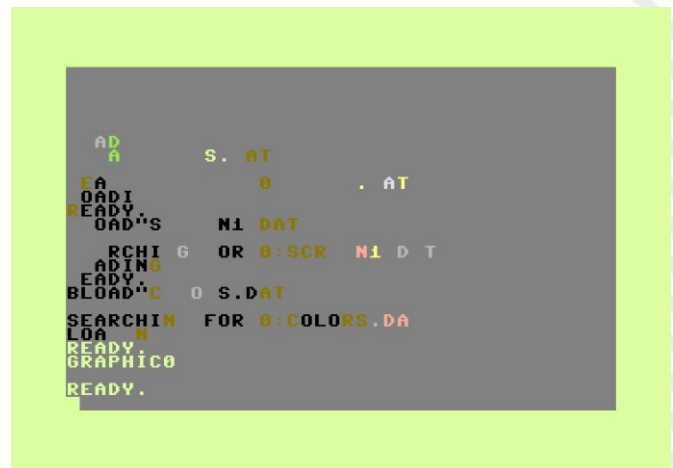 AD
A S. AT
EA 0 . AT
OADI
READY.
OAD"S N1 DAT
RCHI G OR 0:SCR N1 D T
ADING
EADY.
BLOAD"C O S.DAT
SEARCHIN FOR 0:COLORS.DA
LOA N
READY.
GRAPHIC0
READY.